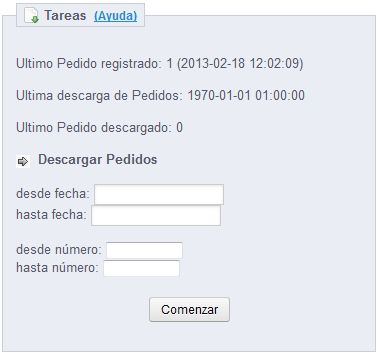 Tareas (Ayuda)
Ultimo Pedido registrado: 1 (2013-02-18 12:02:09)
Ultima descarga de Pedidos: 1970-01-01 01:00:00
Ultimo Pedido descargado: 0
Descargar Pedidos
desde fecha:
hasta fecha:
desde número:
hasta número:
Comenzar